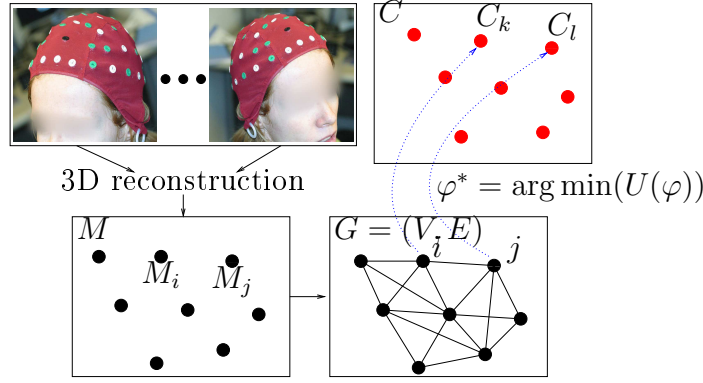 C
C_k
C_l
3D reconstruction
φ* = arg min(U(φ))
M
M_i
M_j
G = (V, E)
i
j